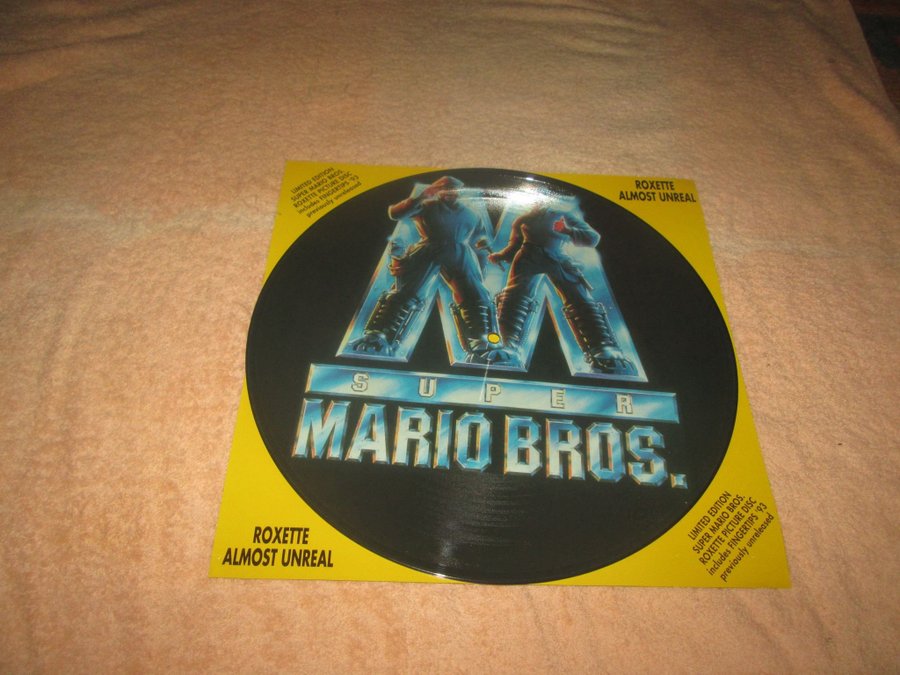 LIMITED EDITION
SUPER MARIO BROS.
ROXETTE PICTURE DISC
includes FINGERTIPS '93
previously unreleased
ROXETTE
ALMOST UNREAL
SUPER
MARIO BROS.
ROXETTE
ALMOST UNREAL
LIMITED EDITION
SUPER MARIO BROS.
ROXETTE PICTURE DISC
includes FINGERTIPS '93
previously unreleased